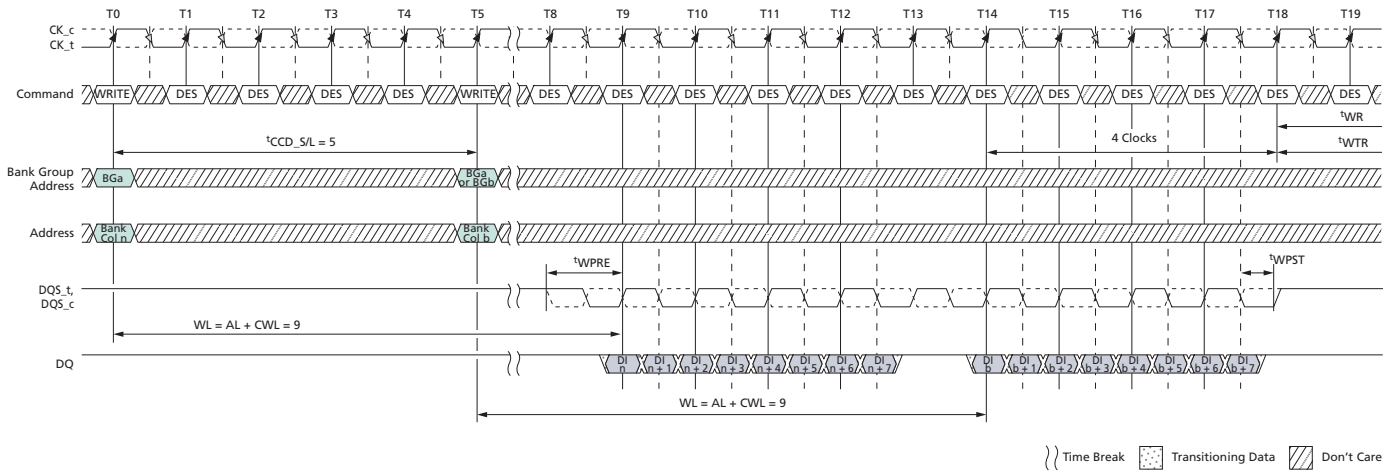 T0 T1 T2 T3 T4 T5 T8 T9 T10 T11 T12 T13 T14 T15 T16 T17 T18 T19
CK_c
CK_t
Command WRITE DES DES DES DES WRITE DES DES DES DES DES DES DES DES DES DES DES DES
tWR
tCCD_S/L = 5
4 Clocks
tWTR
Bank Group
Address
BGa
BGa
or BGb
Address
Bank
Col n
Bank
Col b
tWPRE
tWPST
DQS_t,
DQS_c
WL = AL + CWL = 9
DQ
DI
n
DI
n + 1
DI
n + 2
DI
n + 3
DI
n + 4
DI
n + 5
DI
n + 6
DI
n + 7
DI
b
DI
b + 1
DI
b + 2
DI
b + 3
DI
b + 4
DI
b + 5
DI
b + 6
DI
b + 7
WL = AL + CWL = 9
Time Break Transitioning Data Don't Care